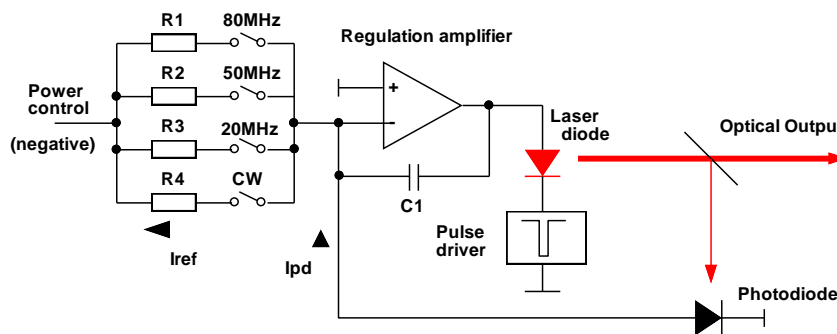 R1
80MHz
Regulation amplifier
R2
50MHz
Power
control
(negative)
+
-
Laser
diode
Optical Output
R3
20MHz
R4
CW
C1
Iref
Ipd
Pulse
driver
Photodiode